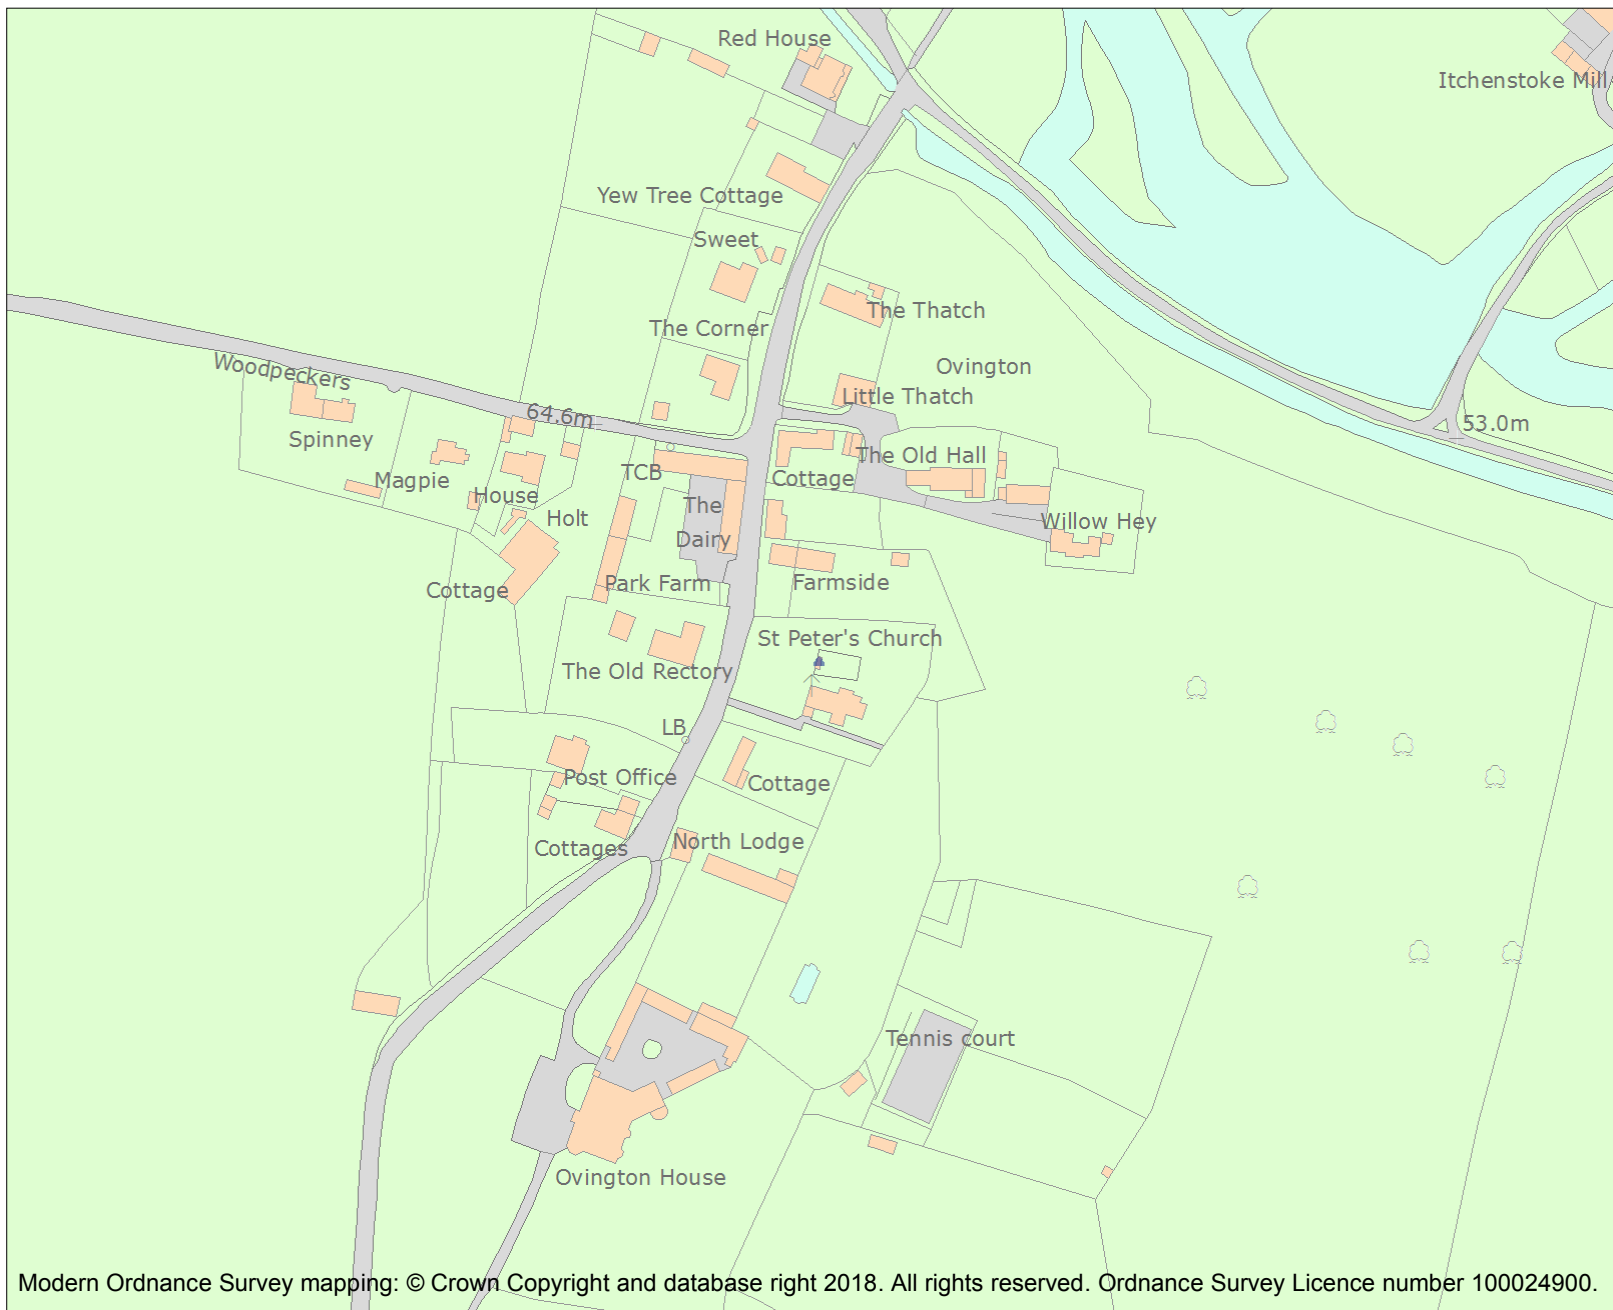 Red House
Itchenstoke Mill
Yew Tree Cottage
Sweet
The Thatch
The Corner
Ovington
Woodpeckers
Little Thatch
64.6m
53.0m
Spinney
The Old Hall
TCB
Cottage
Magpie
House
The
Dairy
Holt
Willow Hey
Park Farm
Farmside
Cottage
St Peter's Church
The Old Rectory
LB
Post Office
Cottage
North Lodge
Cottages
Tennis court
Ovington House
Modern Ordnance Survey mapping: © Crown Copyright and database right 2018. All rights reserved. Ordnance Survey Licence number 100024900.